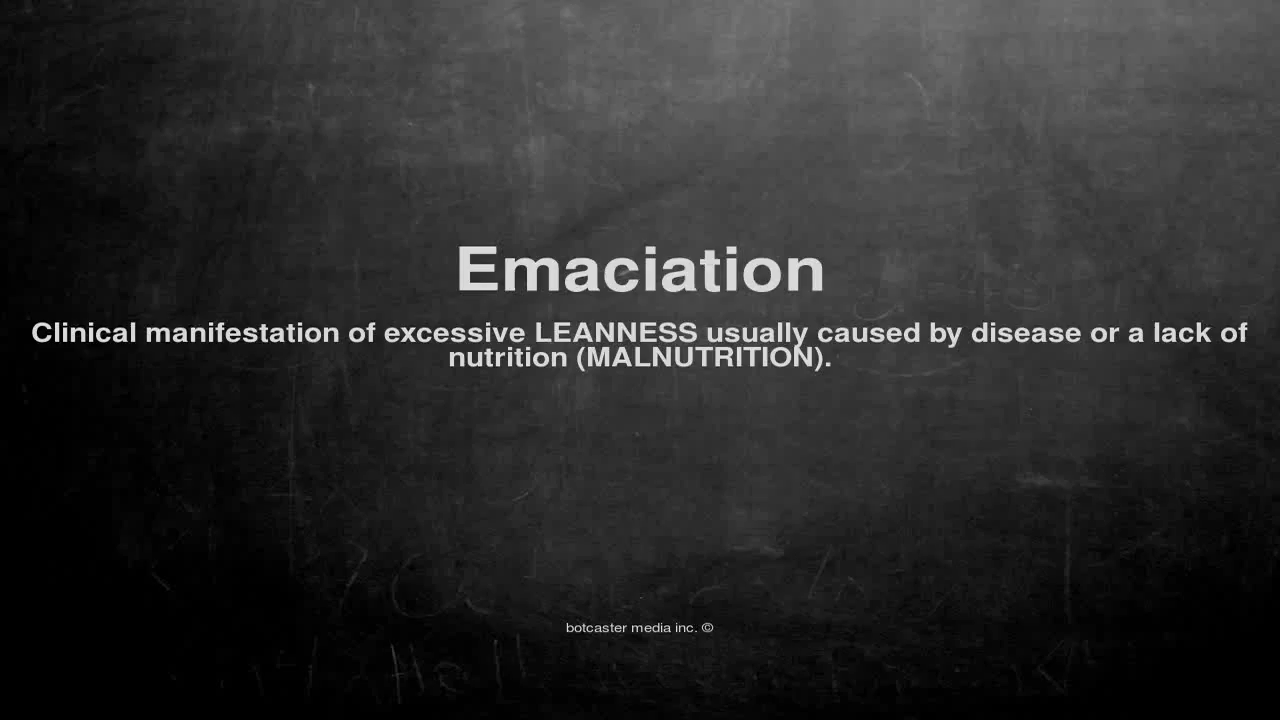 Emaciation
Clinical manifestation of excessive LEANNESS usually caused by disease or a lack of
nutrition (MALNUTRITION).
botcaster media inc. ©